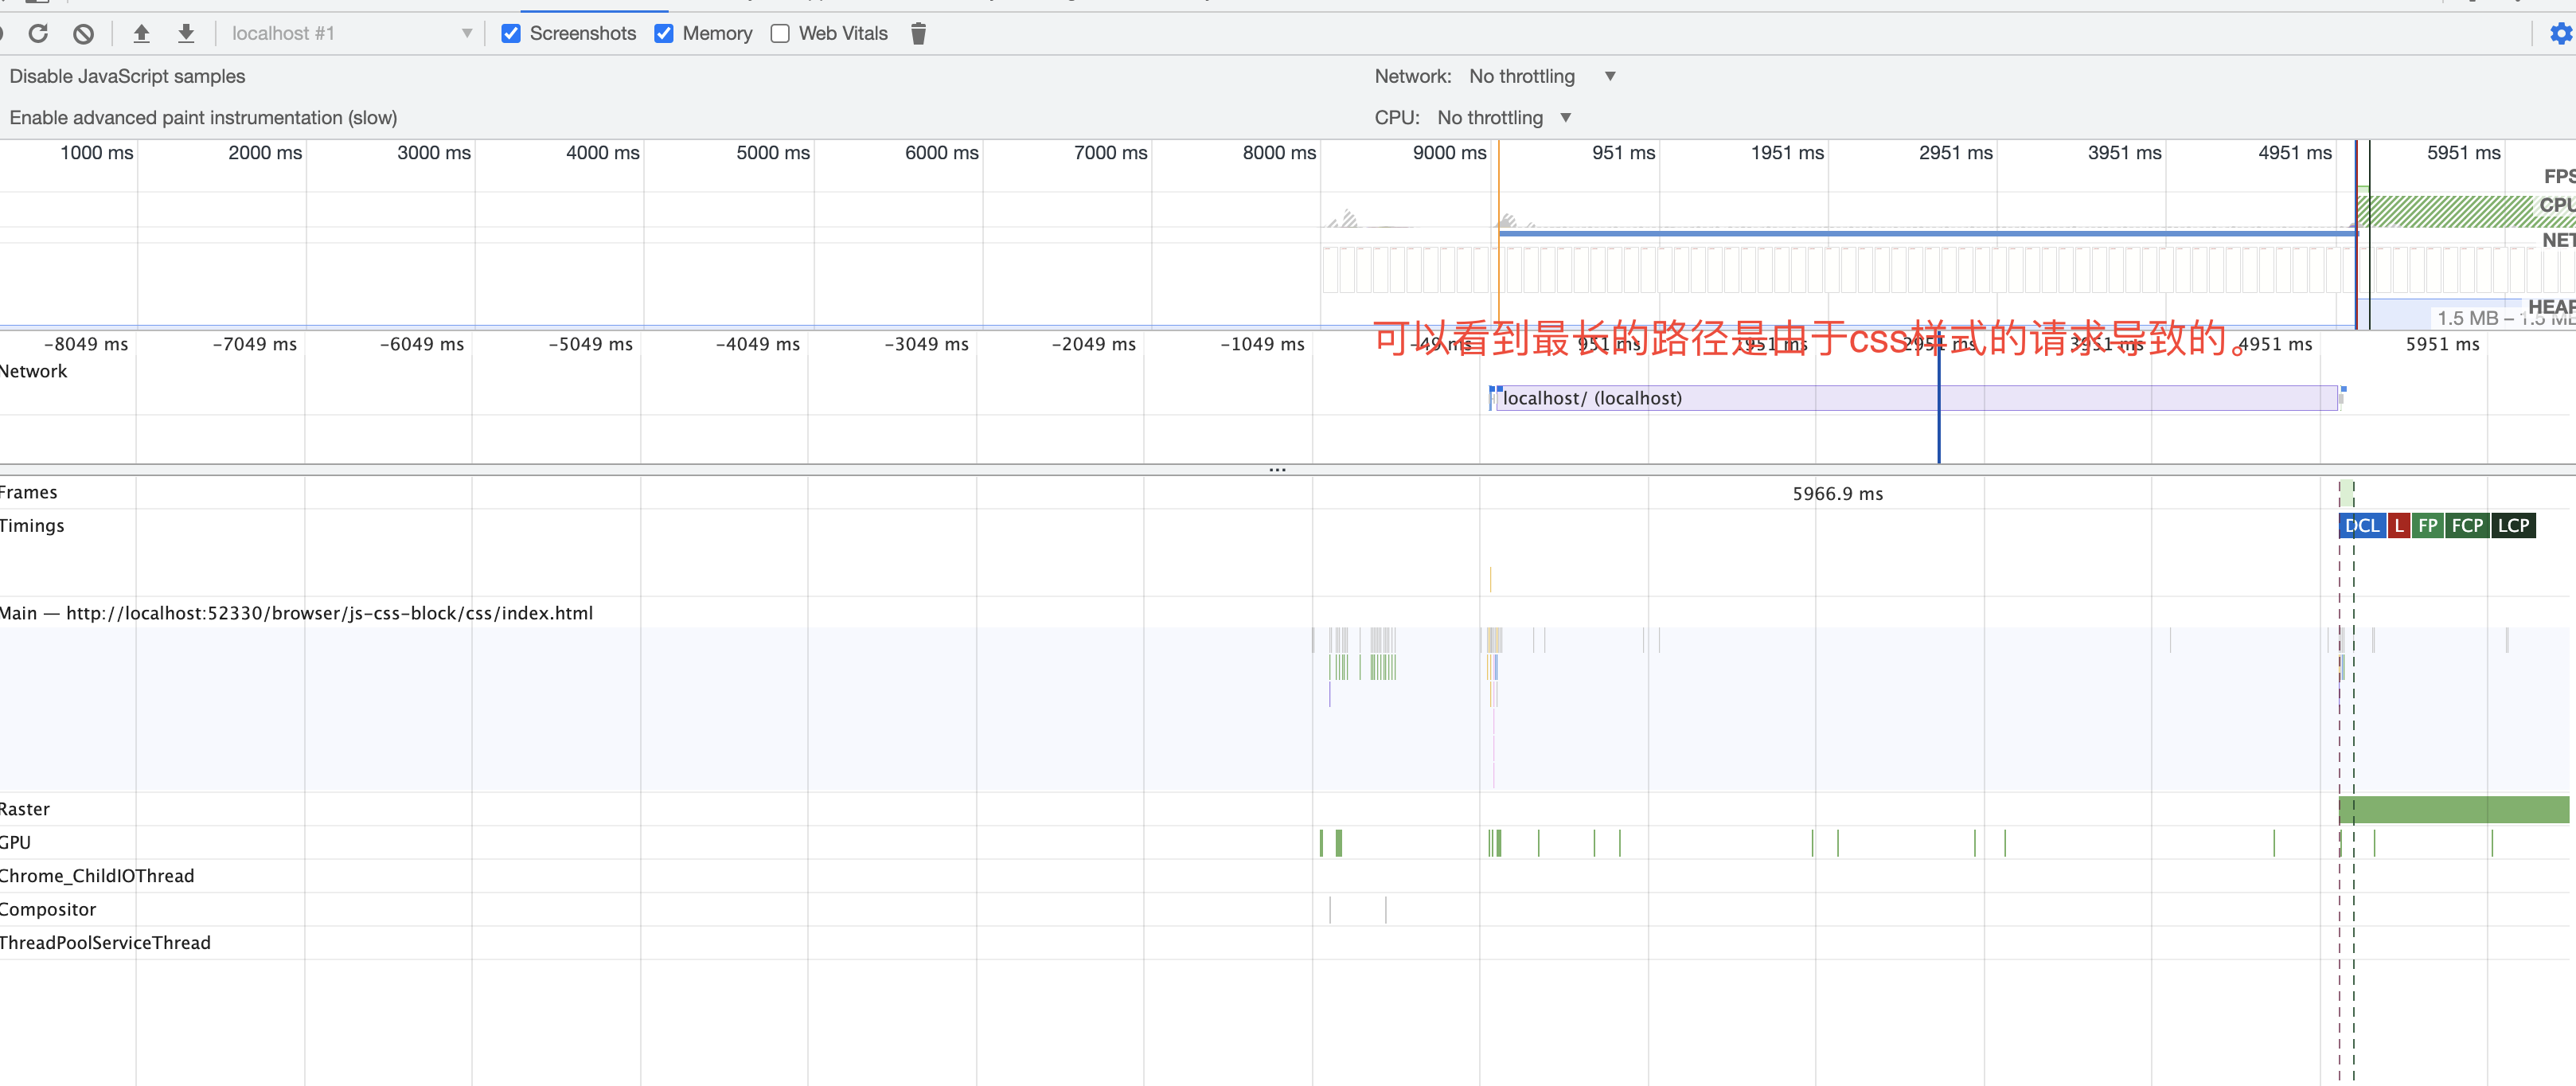 localhost #1 Screenshots Memory Web Vitals
Disable JavaScript samples Network: No throttling
Enable advanced paint instrumentation (slow) CPU: No throttling
1000 ms 2000 ms 3000 ms 4000 ms 5000 ms 6000 ms 7000 ms 8000 ms 9000 ms 951 ms 1951 ms 2951 ms 3951 ms 4951 ms 5951 ms
FPS
CPU
NET
HEAP
1.5 MB – 1.5 MB
可以看到最长的路径是由于css样式的请求导致的。
-8049 ms -7049 ms -6049 ms -5049 ms -4049 ms -3049 ms -2049 ms -1049 ms -49 ms 951 ms 1951 ms 2951 ms 3951 ms 4951 ms 5951 ms
Network
localhost/ (localhost)
Frames 5966.9 ms
Timings DCL L FP FCP LCP
Main — http://localhost:52330/browser/js-css-block/css/index.html
Raster
GPU
Chrome_ChildIOThread
Compositor
ThreadPoolServiceThread